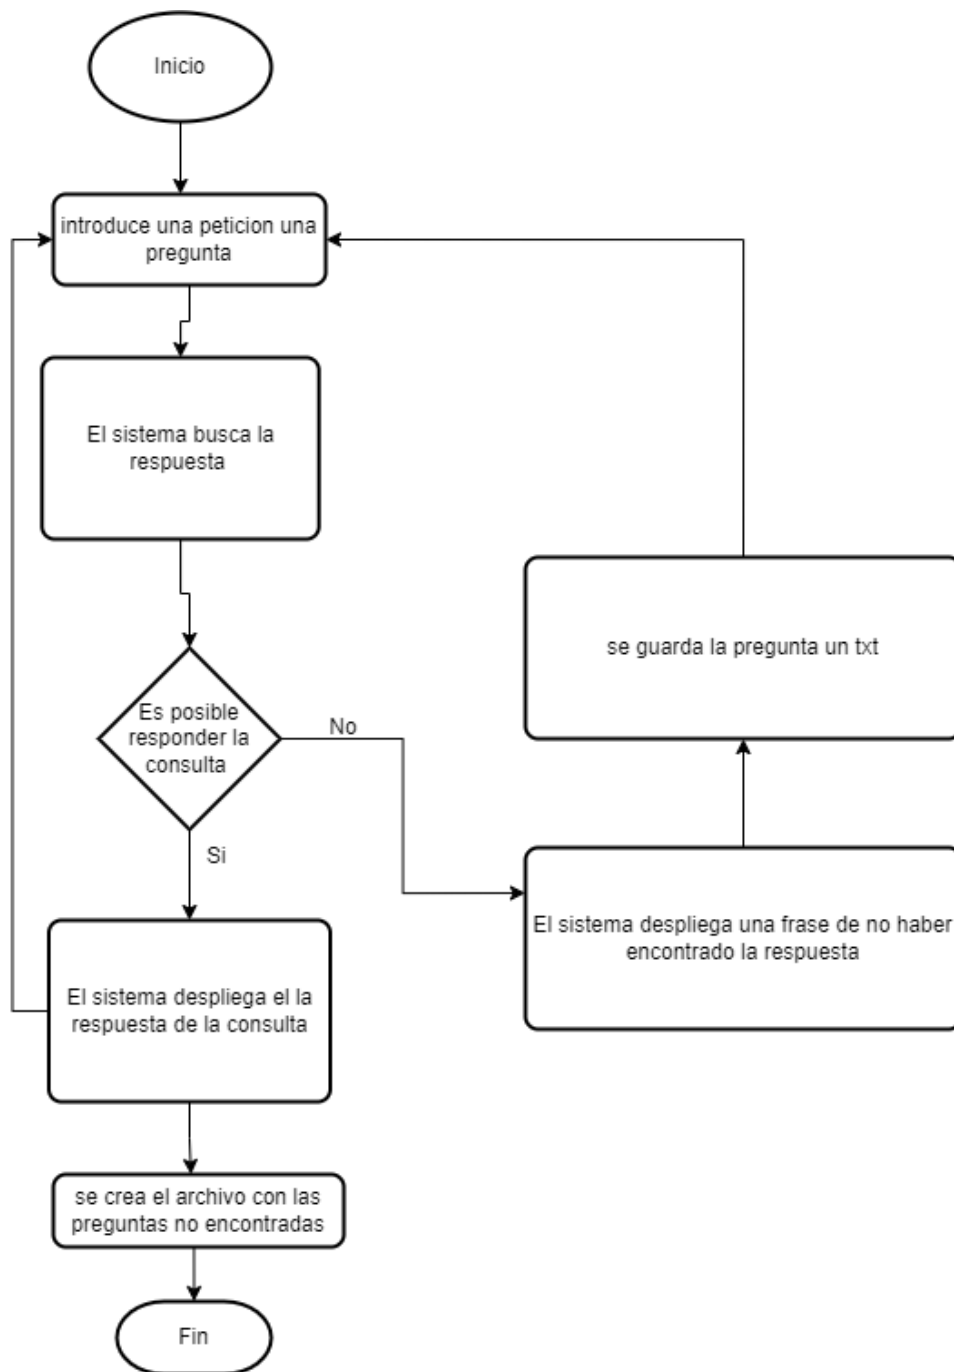 Inicio
introduce una peticion una
pregunta
El sistema busca la
respuesta
Es posible
responder la
consulta
No
Si
se guarda la pregunta un txt
El sistema despliega una frase de no haber
encontrado la respuesta
El sistema despliega el la
respuesta de la consulta
se crea el archivo con las
preguntas no encontradas
Fin